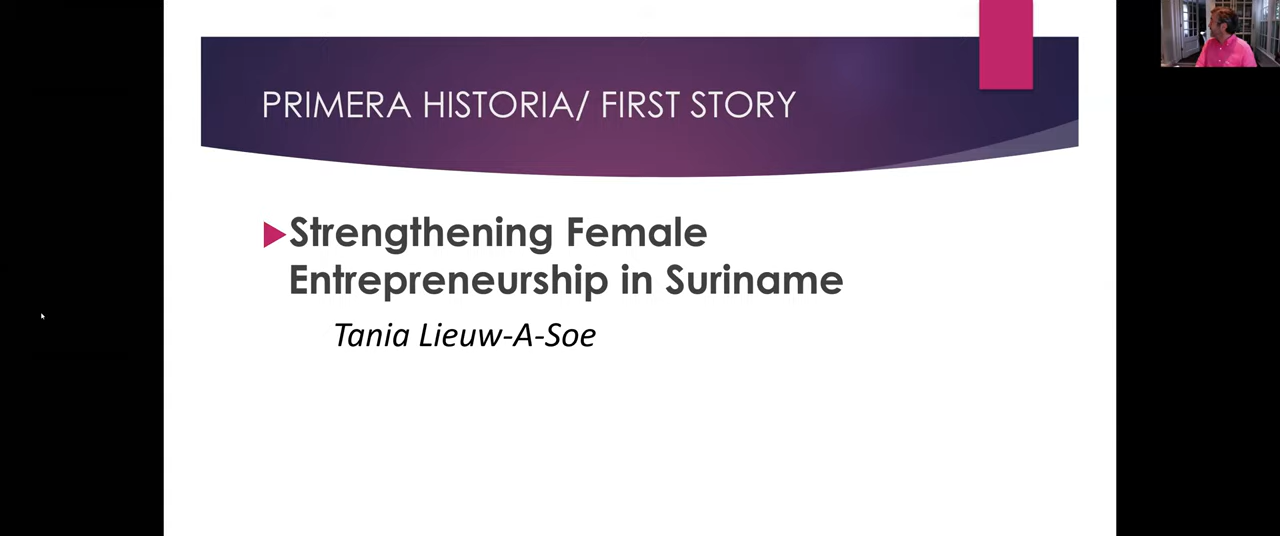 PRIMERA HISTORIA/ FIRST STORY
Strengthening Female
Entrepreneurship in Suriname
Tania Lieuw-A-Soe